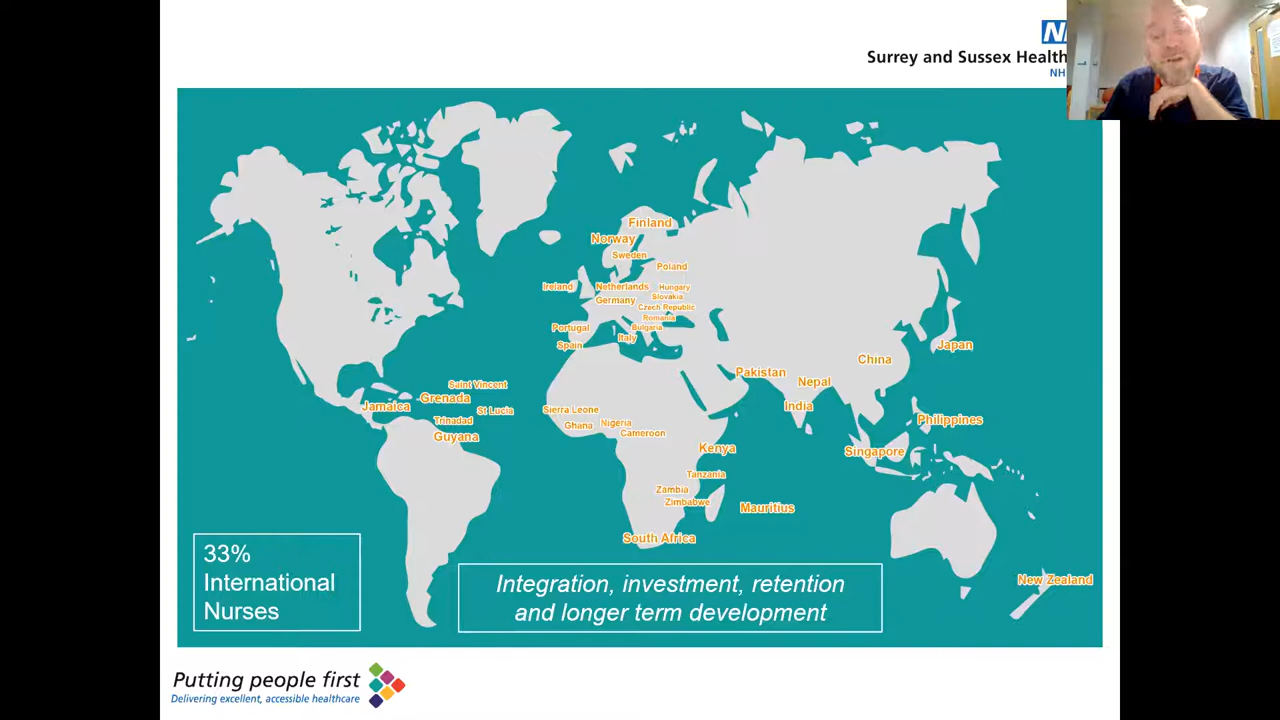 Surrey and Sussex Health
NH
Finland
Norway
Sweden
Poland
Ireland
Netherlands
Hungary
Slovakia
Germany
Czech Republic
Romania
Portugal
Bulgaria
Italy
Spain
Japan
China
Pakistan
Nepal
Saint Vincent
Grenada
Jamaica
St Lucia
India
Sierra Leone
Trinadad
Ghana
Nigeria
Philippines
Cameroon
Guyana
Kenya
Singapore
Tanzania
Zambia
Zimbabwe
Mauritius
South Africa
New Zealand
33%
International
Nurses
Integration, investment, retention
and longer term development
Putting people first
Delivering excellent, accessible healthcare